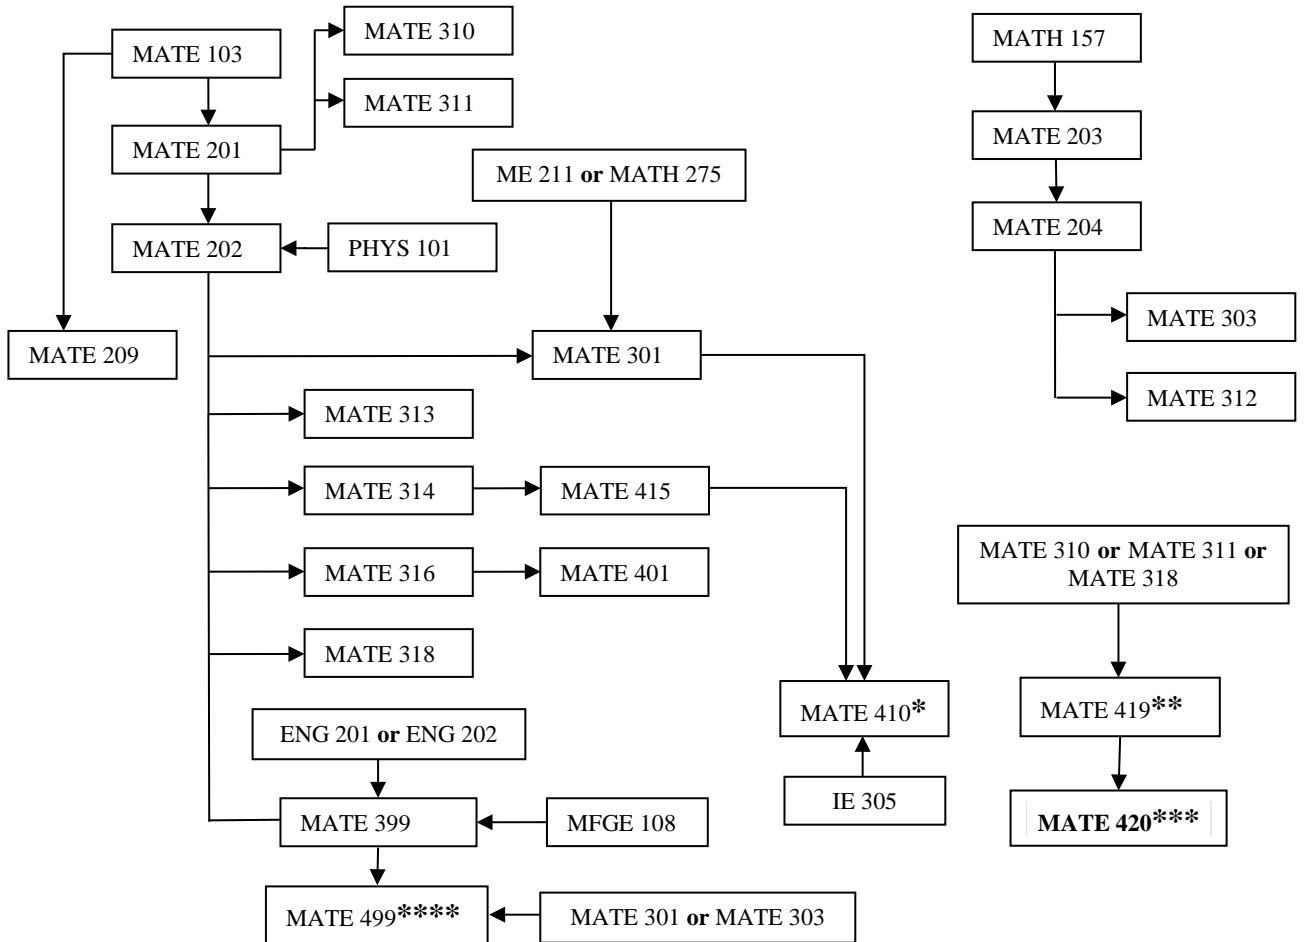 MATE 310
MATE 103
MATH 157
MATE 311
MATE 201
MATE 203
ME 211 or MATH 275
MATE 202
PHYS 101
MATE 204
MATE 303
MATE 209
MATE 301
MATE 313
MATE 312
MATE 314
MATE 415
MATE 310 or MATE 311 or
MATE 318
MATE 316
MATE 401
MATE 318
MATE 410*
MATE 419**
ENG 201 or ENG 202
IE 305
MATE 399
MFGE 108
MATE 420***
MATE 499****
MATE 301 or MATE 303